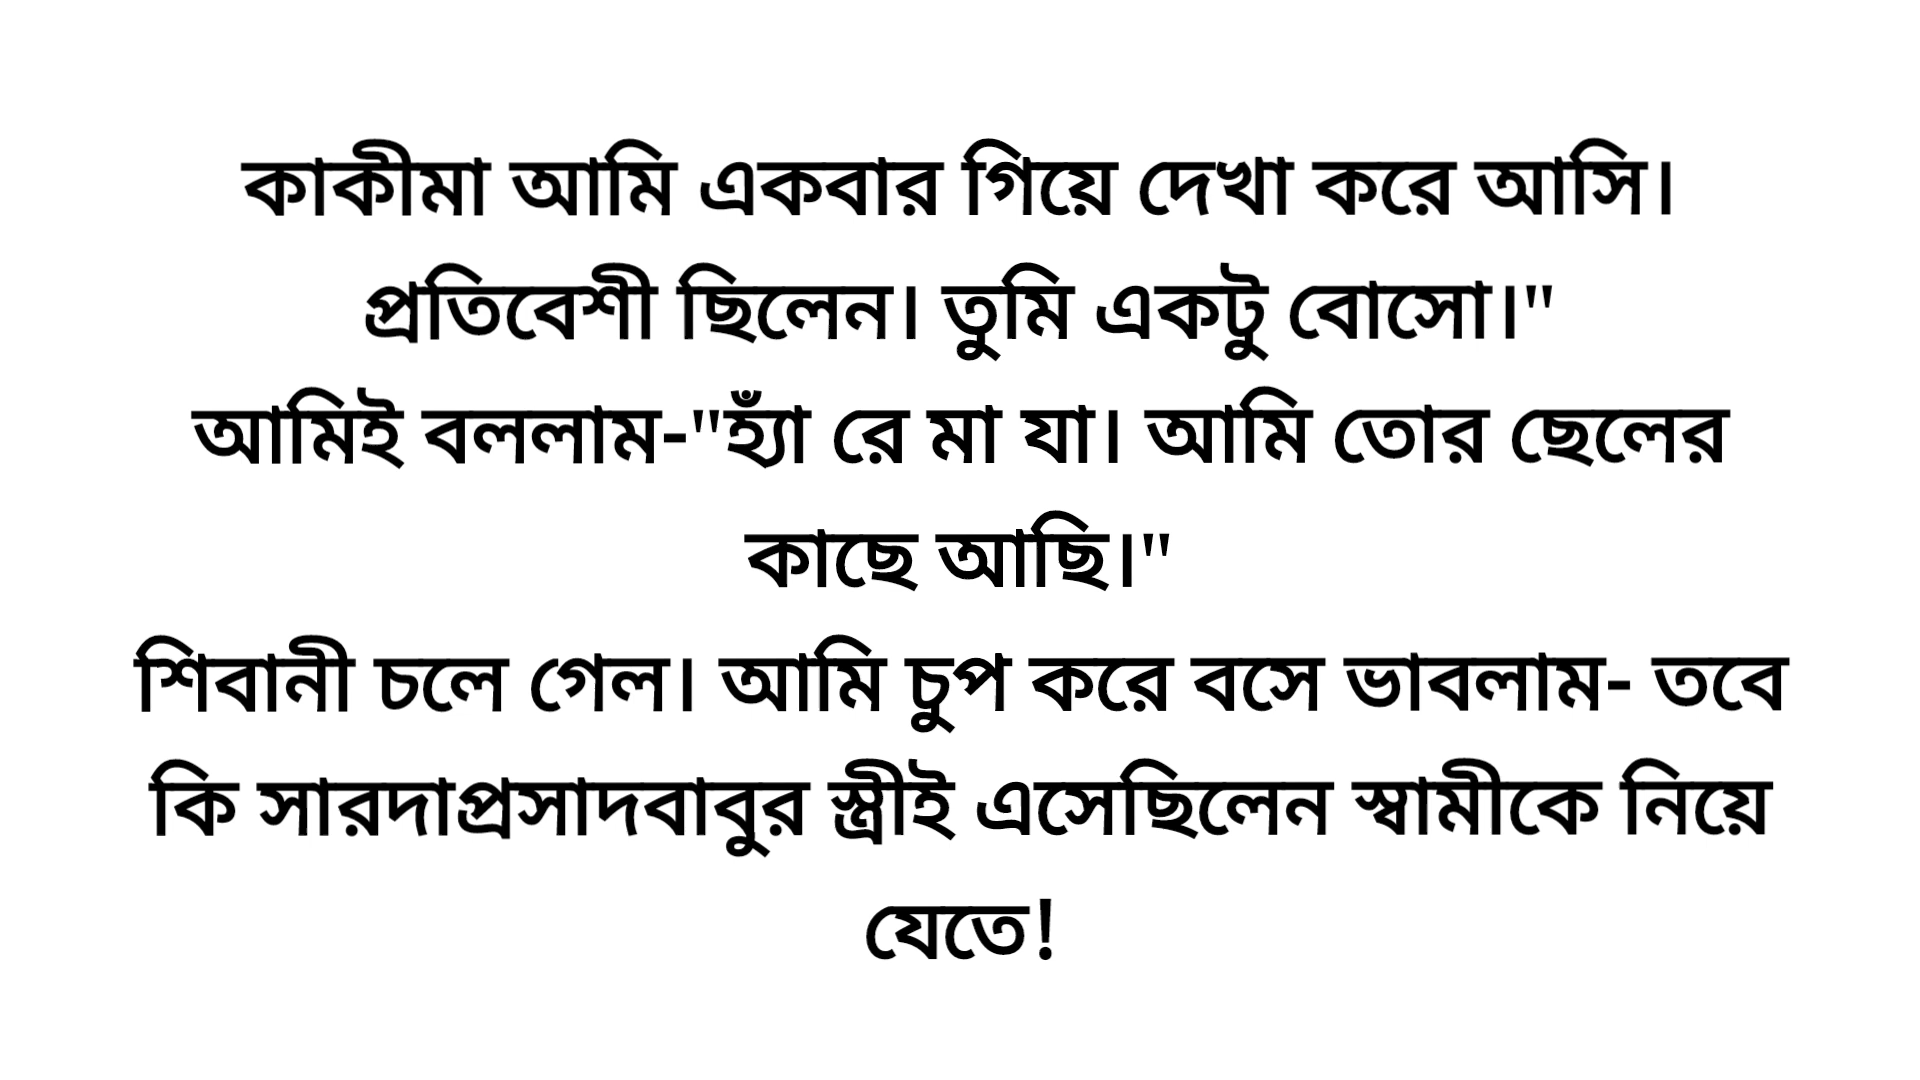 কাকীমা আমি একবার গিয়ে দেখা করে আসি।
প্রতিবেশী ছিলেন। তুমি একটু বোসো।"
আমিই বললাম-"হ্যাঁ রে মা যা। আমি তোর ছেলের
কাছে আছি।"
শিবানী চলে গেল। আমি চুপ করে বসে ভাবলাম- তবে
কি সারদাপ্রসাদবাবুর স্ত্রীই এসেছিলেন স্বামীকে নিয়ে
যেতে!